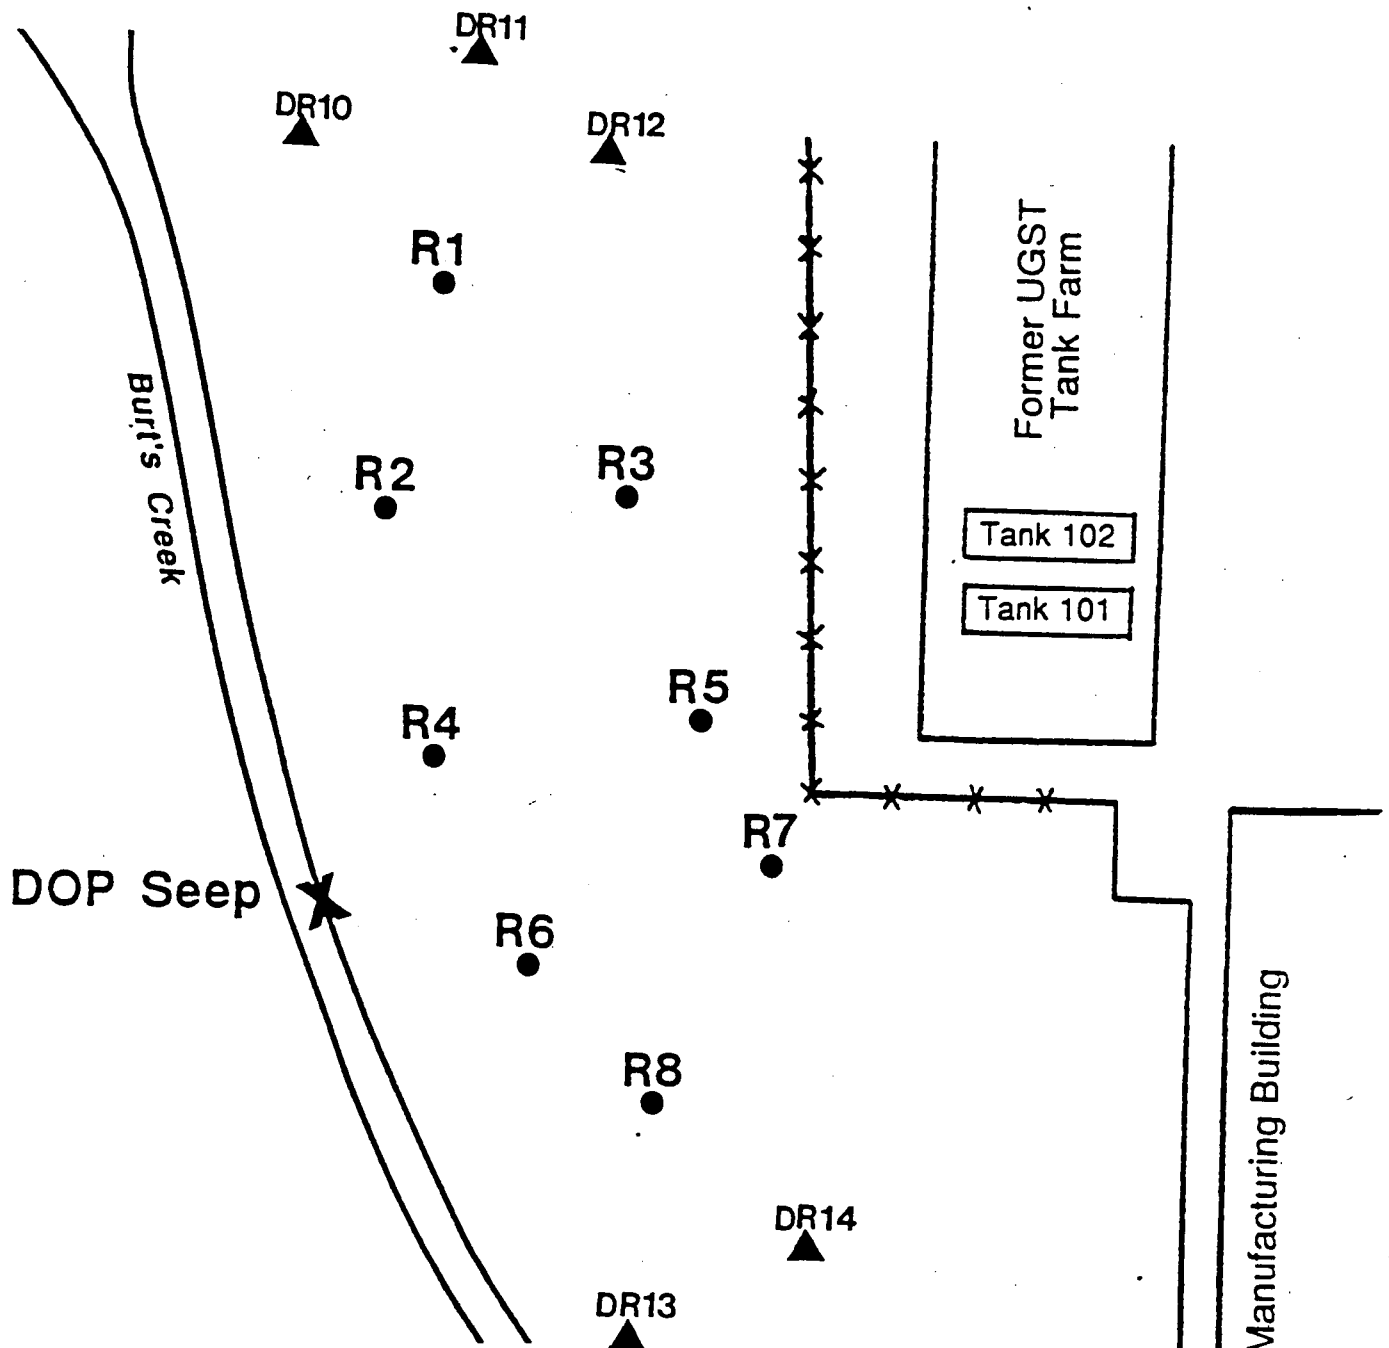 DR11
DR10
DR12
R1
Former UGST
Tank Farm
Burt's Creek
R2
R3
Tank 102
Tank 101
R5
R4
R7
DOP Seep
R6
R8
Manufacturing Building
DR14
DR13